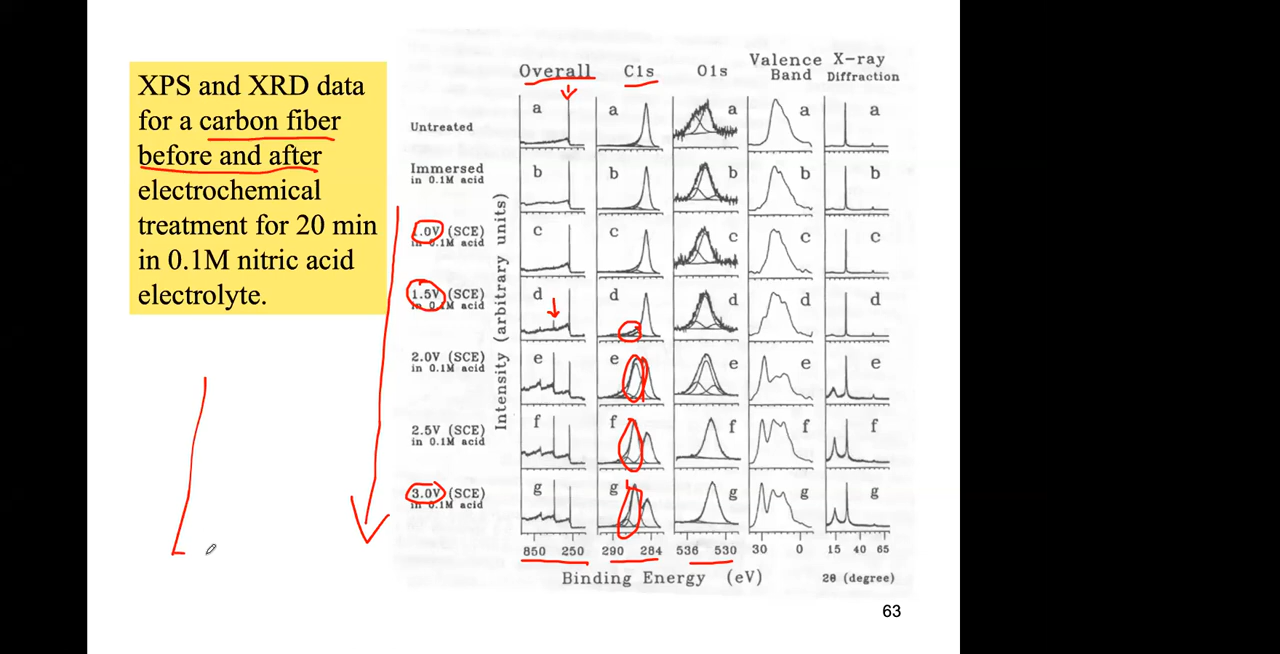 XPS and XRD data
for a carbon fiber
before and after
electrochemical
treatment for 20 min
in 0.1M nitric acid
electrolyte.
Overall C1s O1s Valence Band X-ray Diffraction
Untreated
a a a a a
Immersed
in 0.1M acid
b b b b b
.0V (SCE)
in 0.1M acid
c c c c c
1.5V (SCE)
in 0.1M acid
d d d d d
2.0V (SCE)
in 0.1M acid
e e e e e
2.5V (SCE)
in 0.1M acid
f f f f f
3.0V (SCE)
in 0.1M acid
g g g g g
Intensity (arbitrary units)
850 250 290 284 536 530 30 0 15 40 65
Binding Energy (eV) 2θ (degree)
63